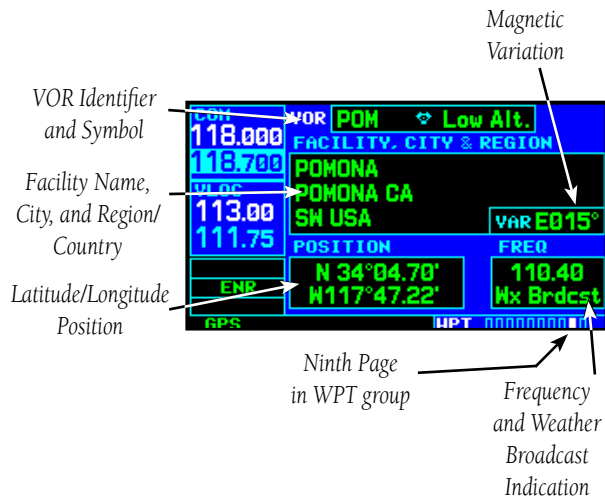 Magnetic
Variation
VOR Identifier
and Symbol
Facility Name,
City, and Region/
Country
Latitude/Longitude
Position
COM
118.000
118.700
VLOC
113.00
111.75
ENR
GPS
VOR POM Low Alt.
FACILITY, CITY & REGION
POMONA
POMONA CA
SW USA
VAR E015°
POSITION
N 34°04.70'
W117°47.22'
FREQ
110.40
Wx Brdcst
WPT
Ninth Page
in WPT group
Frequency
and Weather
Broadcast
Indication